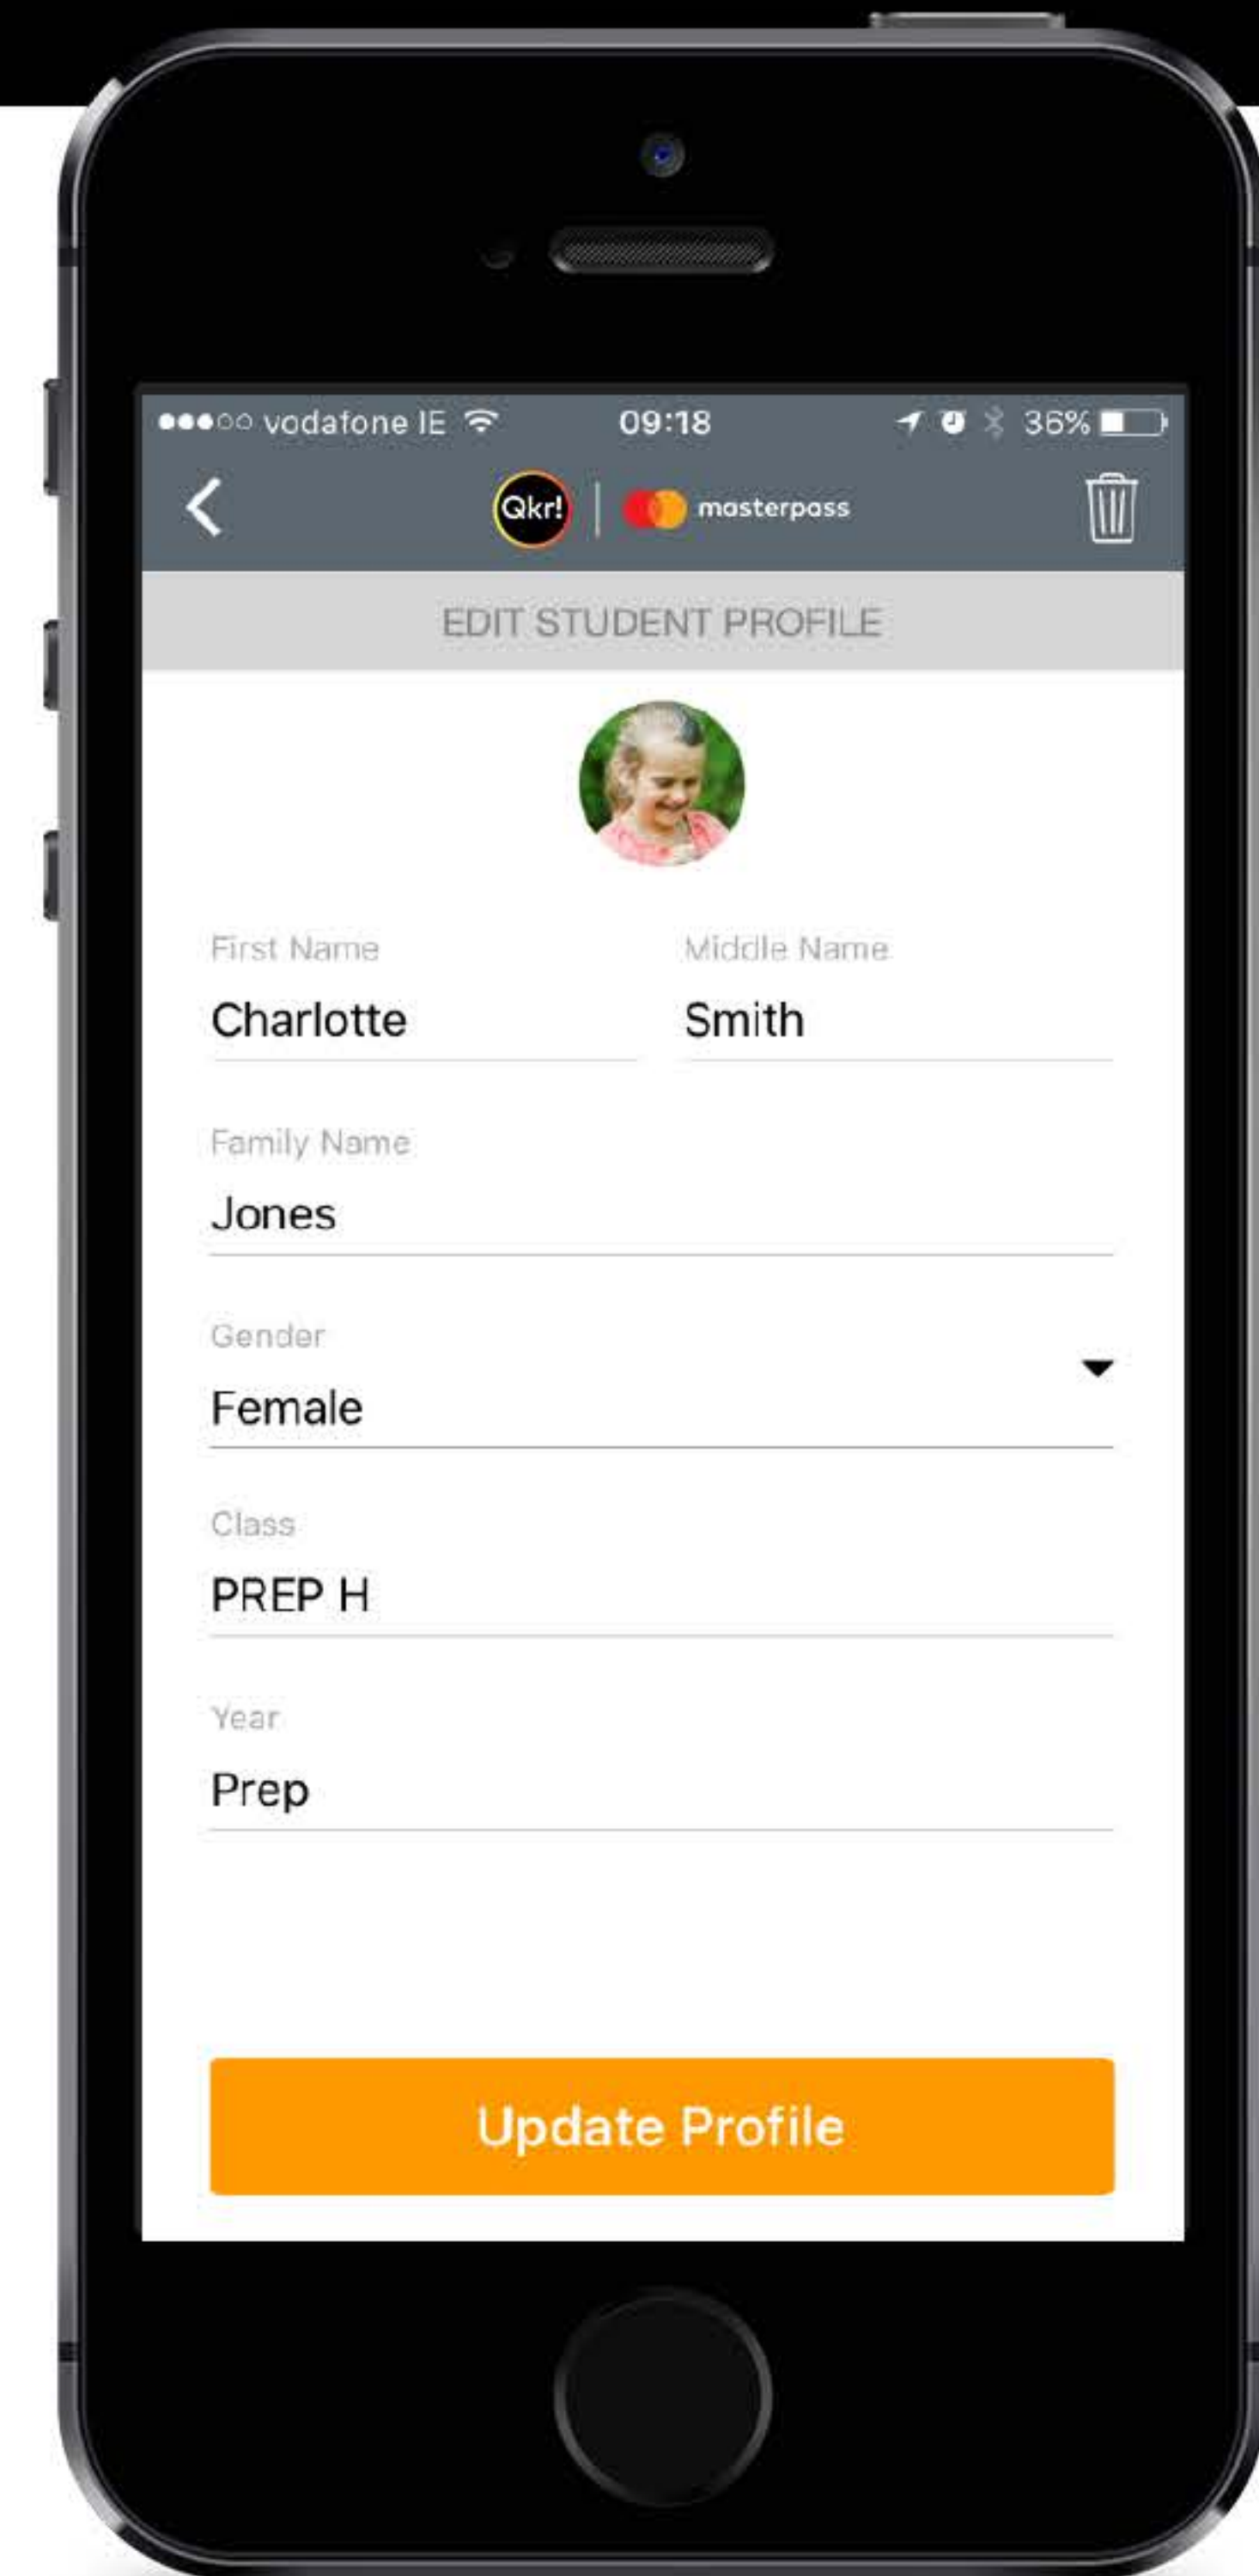 vodafone IE 09:18 36%
Qkr! masterpass
EDIT STUDENT PROFILE
First Name Middle Name
Charlotte Smith
Family Name
Jones
Gender
Female
Class
PREP H
Year
Prep
Update Profile